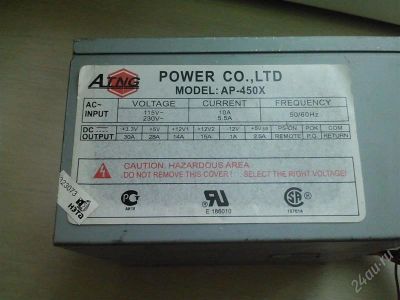 ATNG
POWER CO.,LTD
MODEL: AP-450X
AC~ INPUT VOLTAGE CURRENT FREQUENCY
115V~ 10A 50/60Hz
230V~ 5.5A
DC OUTPUT +3.3V +5V +12V1 +12V2 -12V +5VSB PS-ON POK COM
30A 28A 14A 15A 1A 2.5A REMOTE P.G. RETURN
CAUTION: HAZARDOUS AREA
DO NOT REMOVE THIS COVER ! SELECT THE RIGHT VOLTAGE!
323073
НЭТА
E 186010
24au.ru